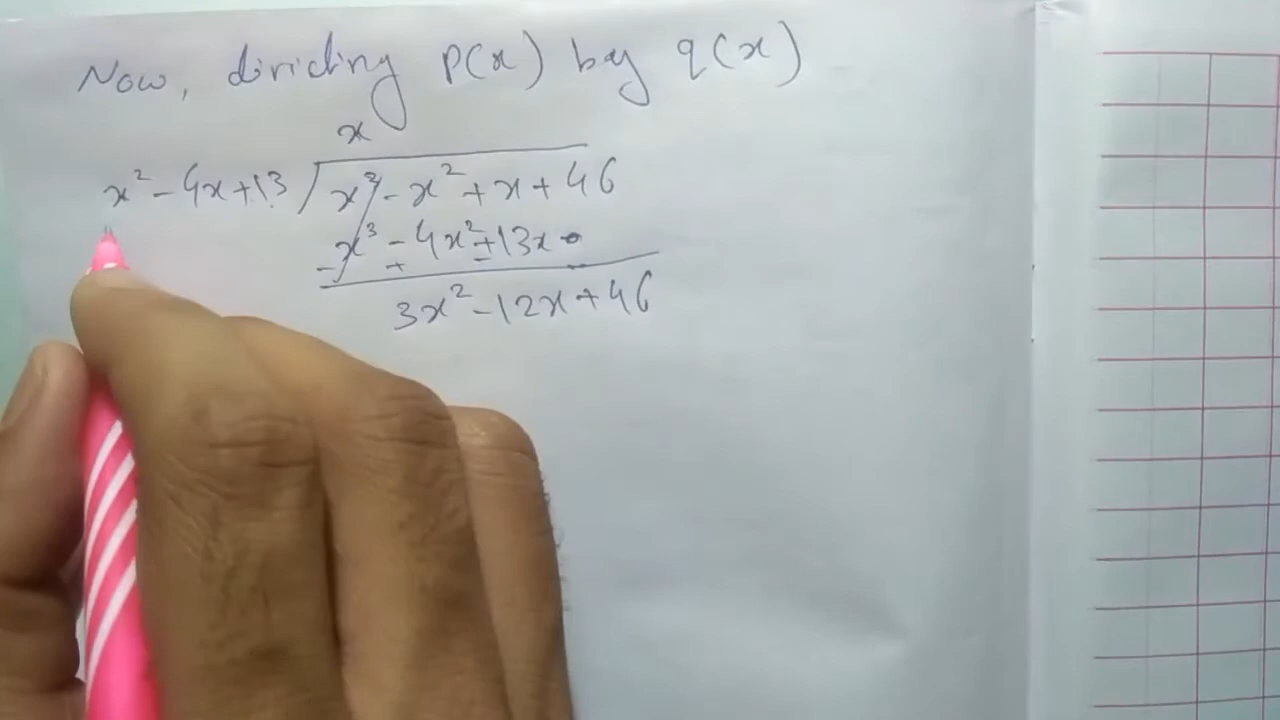 Now, dividing p(x) by q(x)
x
x² - 4x + 13 ) x³ - x² + x + 46
x³ - 4x² + 13x
- + -
3x² - 12x + 46